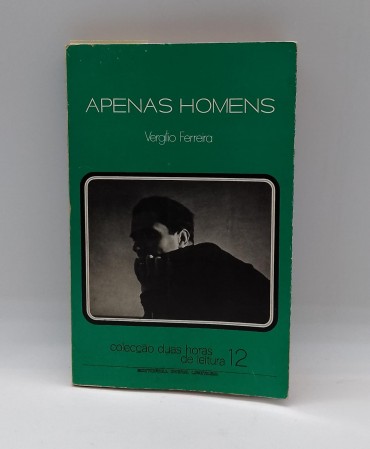 APENAS HOMENS
Vergílio Ferreira
colecção duas horas
de leitura 12